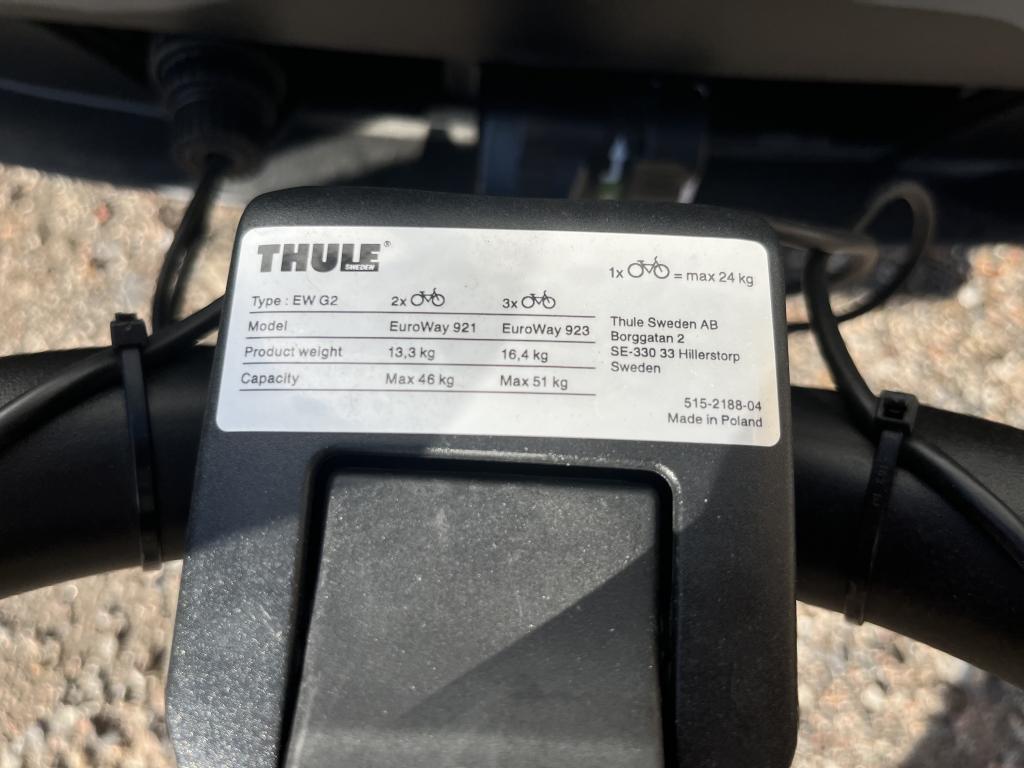 THULE®
SWEDEN
1x = max 24 kg
Type : EW G2 2x 3x
Model EuroWay 921 EuroWay 923
Product weight 13,3 kg 16,4 kg
Capacity Max 46 kg Max 51 kg
Thule Sweden AB
Borggatan 2
SE-330 33 Hillerstorp
Sweden
515-2188-04
Made in Poland